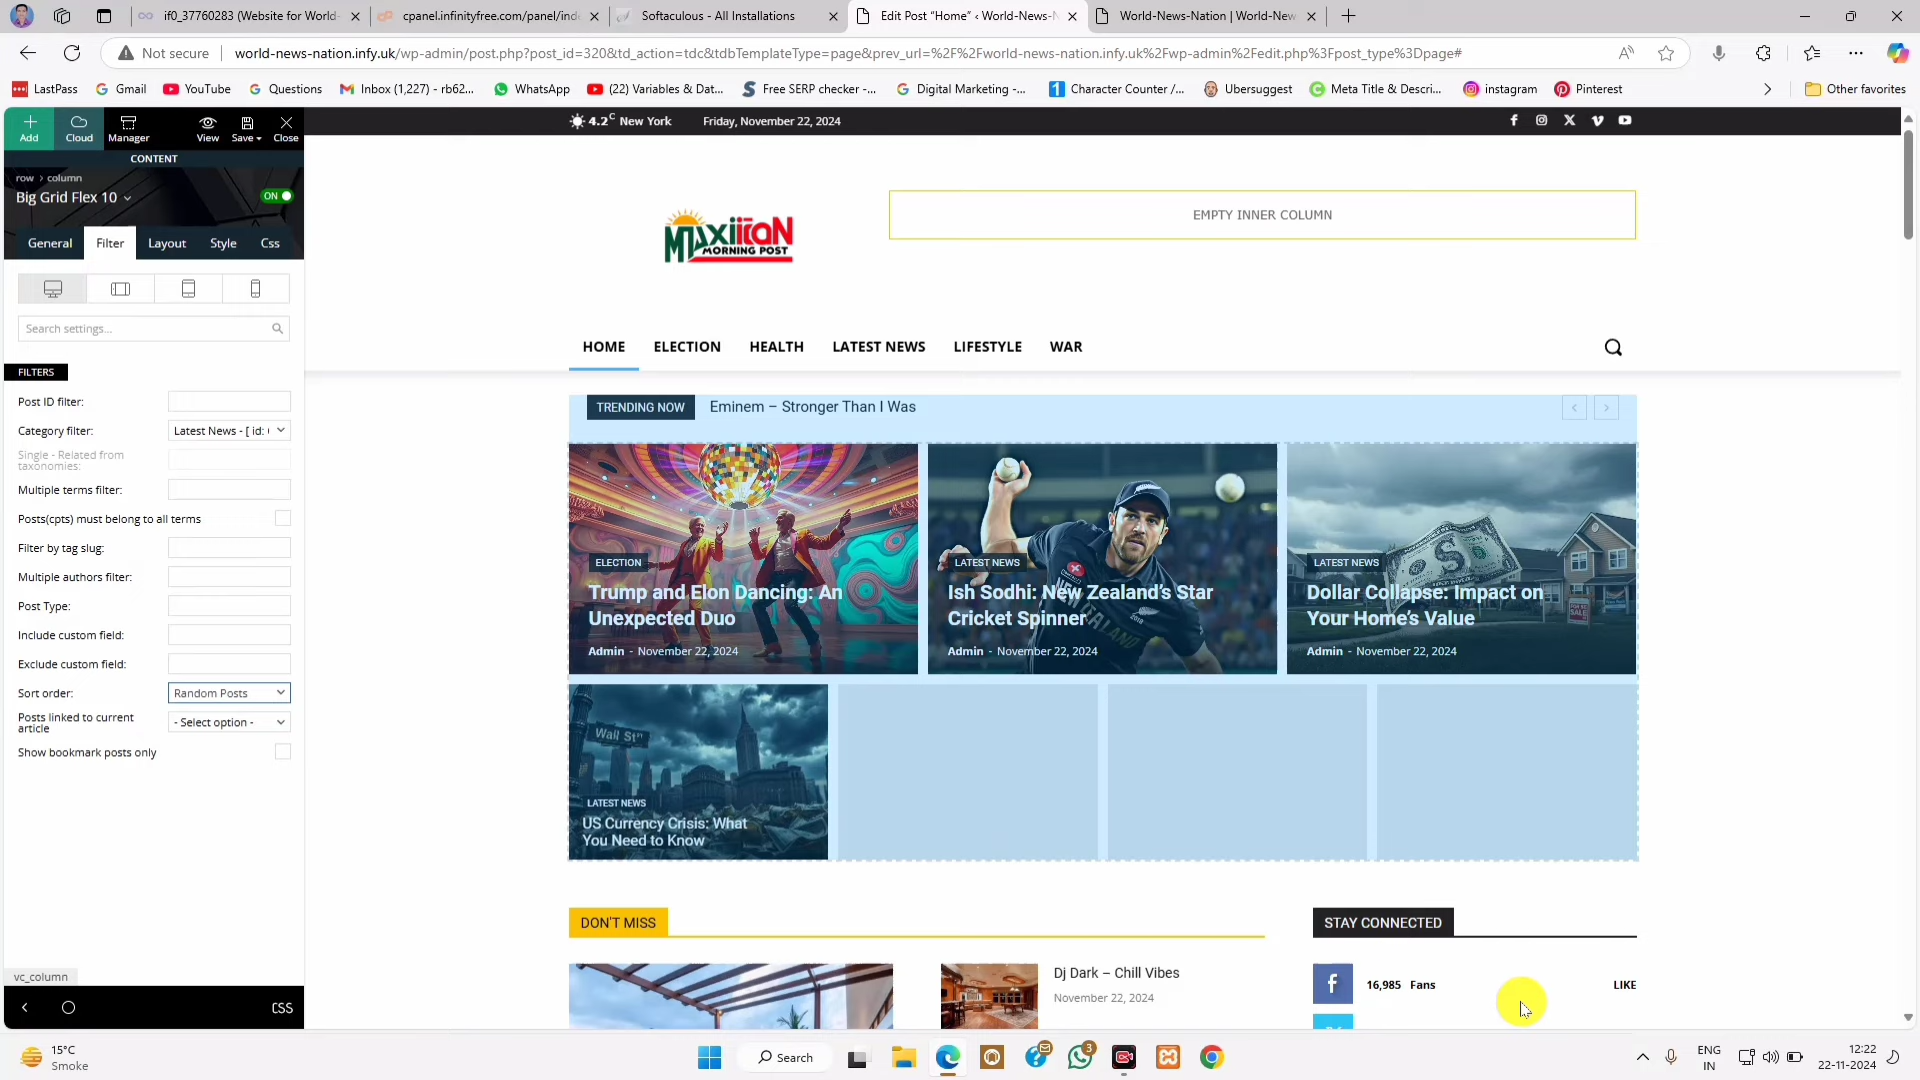 if0_37760283 (Website for World-
cpanel.infinityfree.com/panel/inde
Softaculous - All Installations
Edit Post “Home” ‹ World-News-N
World-News-Nation | World-News
Not secure
world-news-nation.infy.uk/wp-admin/post.php?post_id=320&td_action=tdc&tdbTemplateType=page&prev_url=%2F%2Fworld-news-nation.infy.uk%2Fwp-admin%2Fedit.php%3Fpost_type%3Dpage#
LastPass
Gmail
YouTube
Questions
Inbox (1,227) - rb62...
WhatsApp
(22) Variables & Dat...
Free SERP checker -...
Digital Marketing -...
Character Counter /...
Ubersuggest
Meta Title & Descri...
instagram
Pinterest
Other favorites
Add
Cloud
Manager
View
Save
Close
4.2 C New York
Friday, November 22, 2024
CONTENT
row › column
Big Grid Flex 10
ON
General
Filter
Layout
Style
Css
Search settings...
FILTERS
Post ID filter:
Category filter:
Latest News - [ id: 
Single - Related from
taxonomies:
Multiple terms filter:
Posts(cpts) must belong to all terms
Filter by tag slug:
Multiple authors filter:
Post Type:
Include custom field:
Exclude custom field:
Sort order:
Random Posts
Posts linked to current
article
- Select option -
Show bookmark posts only
vc_column
CSS
MAXiicON
MORNING POST
EMPTY INNER COLUMN
HOME
ELECTION
HEALTH
LATEST NEWS
LIFESTYLE
WAR
TRENDING NOW
Eminem – Stronger Than I Was
ELECTION
Trump and Elon Dancing: An
Unexpected Duo
Admin - November 22, 2024
LATEST NEWS
Ish Sodhi: New Zealand’s Star
Cricket Spinner
Admin - November 22, 2024
LATEST NEWS
Dollar Collapse: Impact on
Your Home’s Value
Admin - November 22, 2024
Wall St
LATEST NEWS
US Currency Crisis: What
You Need to Know
DON'T MISS
STAY CONNECTED
Dj Dark – Chill Vibes
November 22, 2024
16,985 Fans
LIKE
15°C
Smoke
Search
3
ENG
IN
12:22
22-11-2024